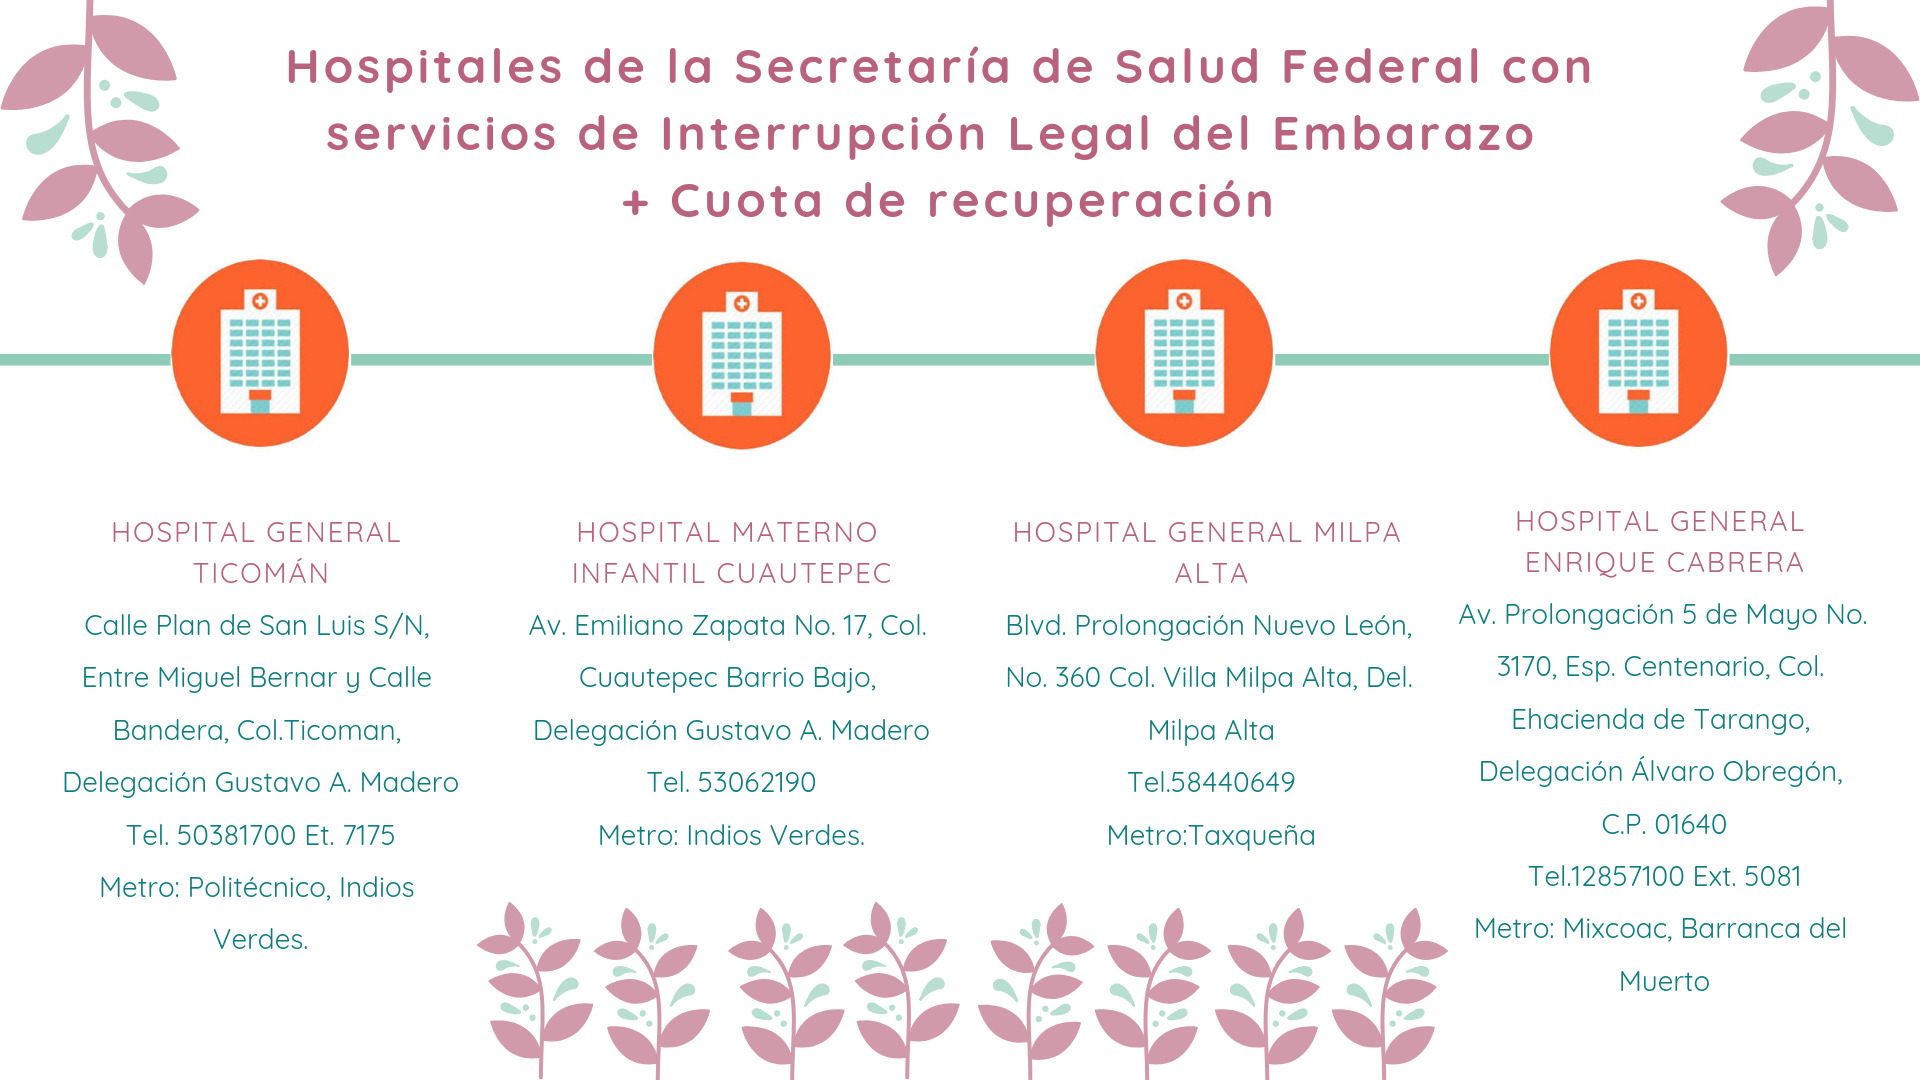 Hospitales de la Secretaría de Salud Federal con
servicios de Interrupción Legal del Embarazo
+ Cuota de recuperación
HOSPITAL GENERAL
TICOMÁN
Calle Plan de San Luis S/N,
Entre Miguel Bernar y Calle
Bandera, Col.Ticoman,
Delegación Gustavo A. Madero
Tel. 50381700 Et. 7175
Metro: Politécnico, Indios
Verdes.
HOSPITAL MATERNO
INFANTIL CUAUTEPEC
Av. Emiliano Zapata No. 17, Col.
Cuautepec Barrio Bajo,
Delegación Gustavo A. Madero
Tel. 53062190
Metro: Indios Verdes.
HOSPITAL GENERAL MILPA
ALTA
Blvd. Prolongación Nuevo León,
No. 360 Col. Villa Milpa Alta, Del.
Milpa Alta
Tel.58440649
Metro:Taxqueña
HOSPITAL GENERAL
ENRIQUE CABRERA
Av. Prolongación 5 de Mayo No.
3170, Esp. Centenario, Col.
Ehacienda de Tarango,
Delegación Álvaro Obregón,
C.P. 01640
Tel.12857100 Ext. 5081
Metro: Mixcoac, Barranca del
Muerto